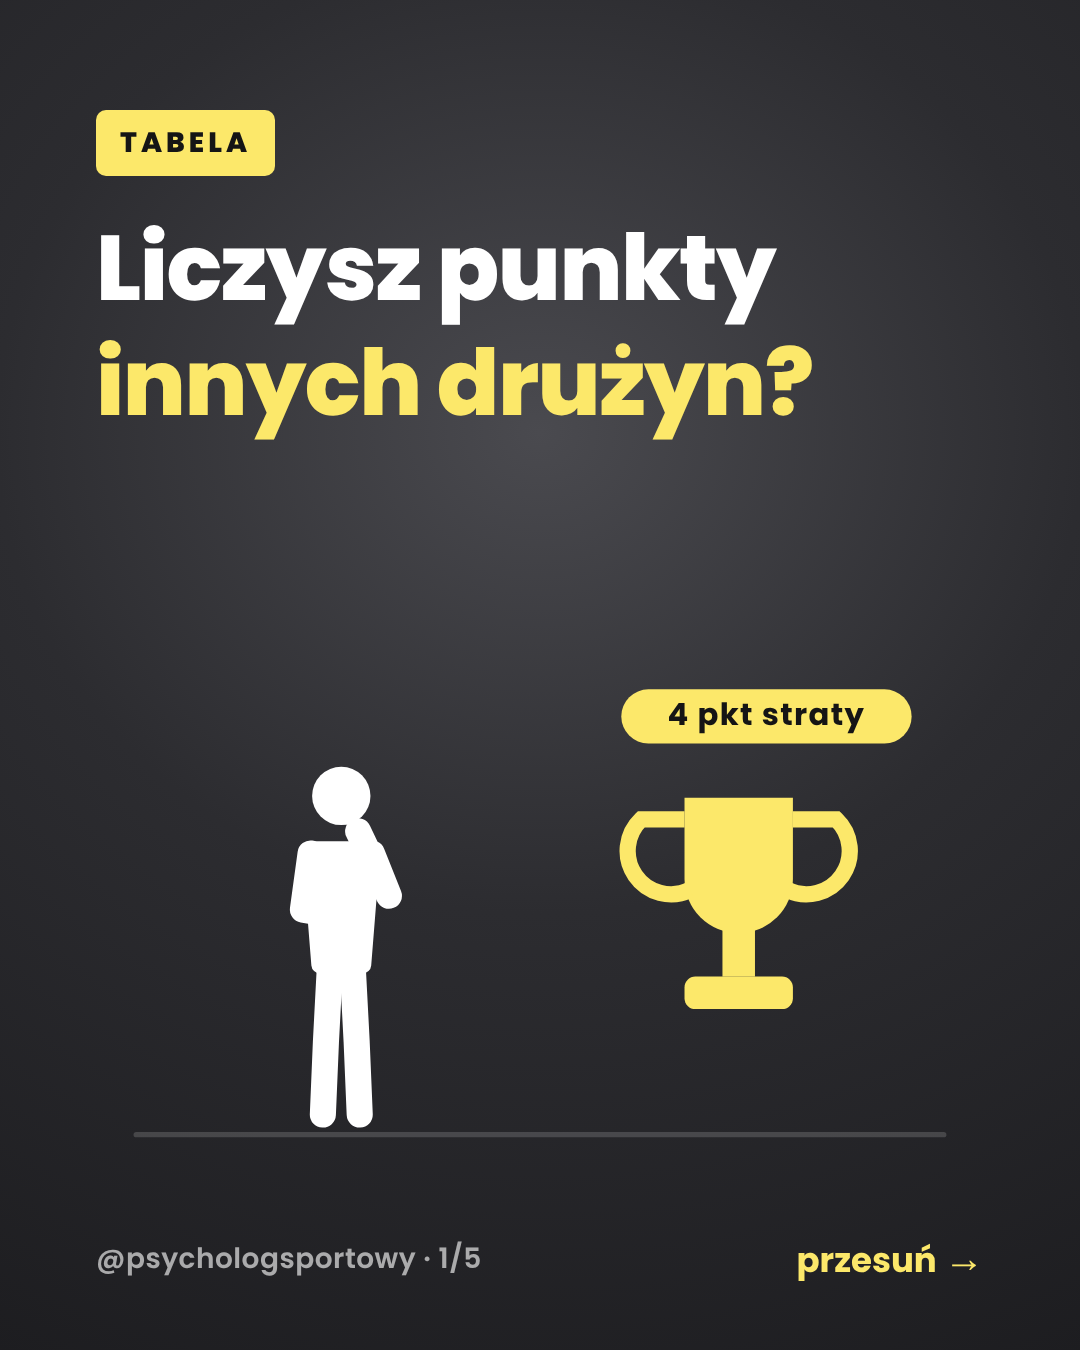 TABELA
Liczysz punkty
innych drużyn?
4 pkt straty
@psychologsportowy · 1/5
przesuń →